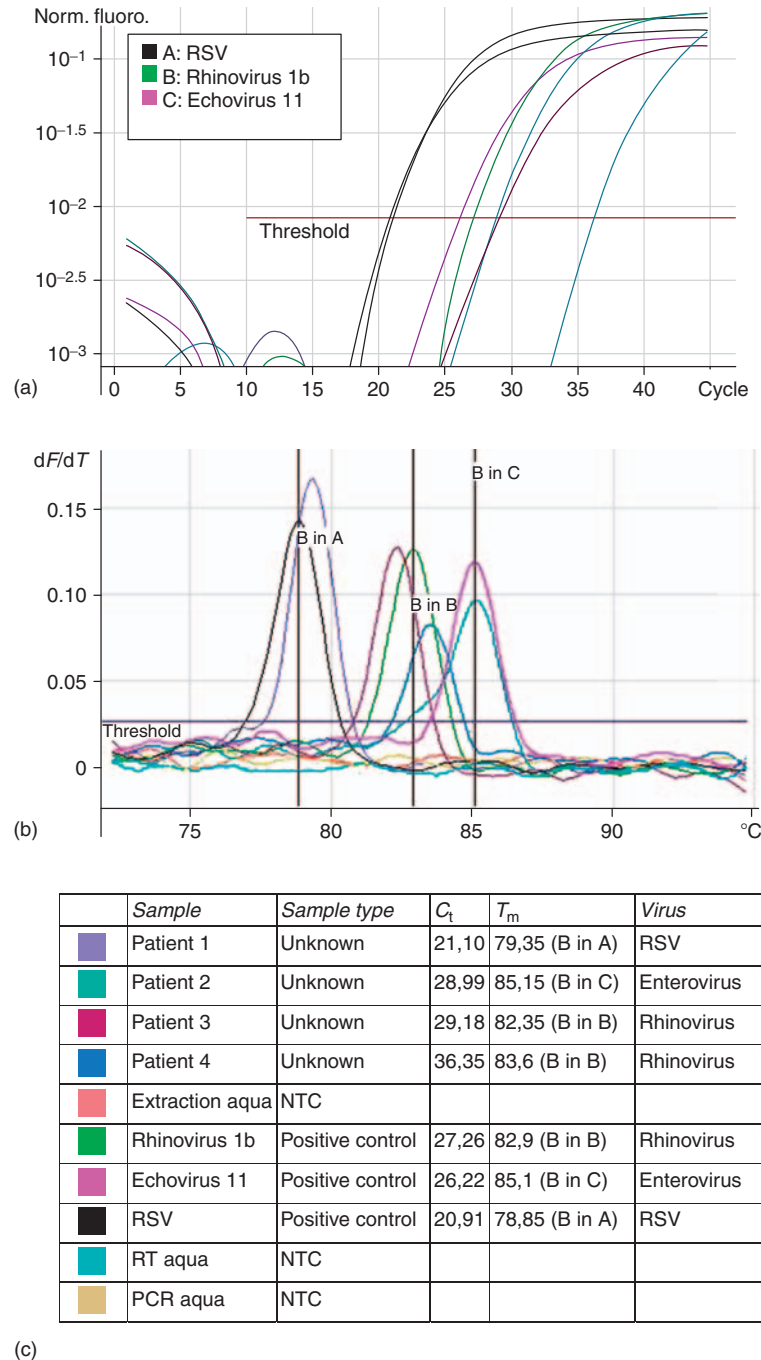 Norm. fluoro.
A: RSV
B: Rhinovirus 1b
C: Echovirus 11
10⁻¹
10⁻¹·⁵
10⁻²
Threshold
10⁻²·⁵
10⁻³
(a)
0 5 10 15 20 25 30 35 40 Cycle
dF/dT
B in C
0.15
B in A
0.10
B in B
0.05
Threshold
0
(b)
75 80 85 90 °C
Sample Sample type Ct Tm Virus
Patient 1 Unknown 21,10 79,35 (B in A) RSV
Patient 2 Unknown 28,99 85,15 (B in C) Enterovirus
Patient 3 Unknown 29,18 82,35 (B in B) Rhinovirus
Patient 4 Unknown 36,35 83,6 (B in B) Rhinovirus
Extraction aqua NTC
Rhinovirus 1b Positive control 27,26 82,9 (B in B) Rhinovirus
Echovirus 11 Positive control 26,22 85,1 (B in C) Enterovirus
RSV Positive control 20,91 78,85 (B in A) RSV
RT aqua NTC
PCR aqua NTC
(c)